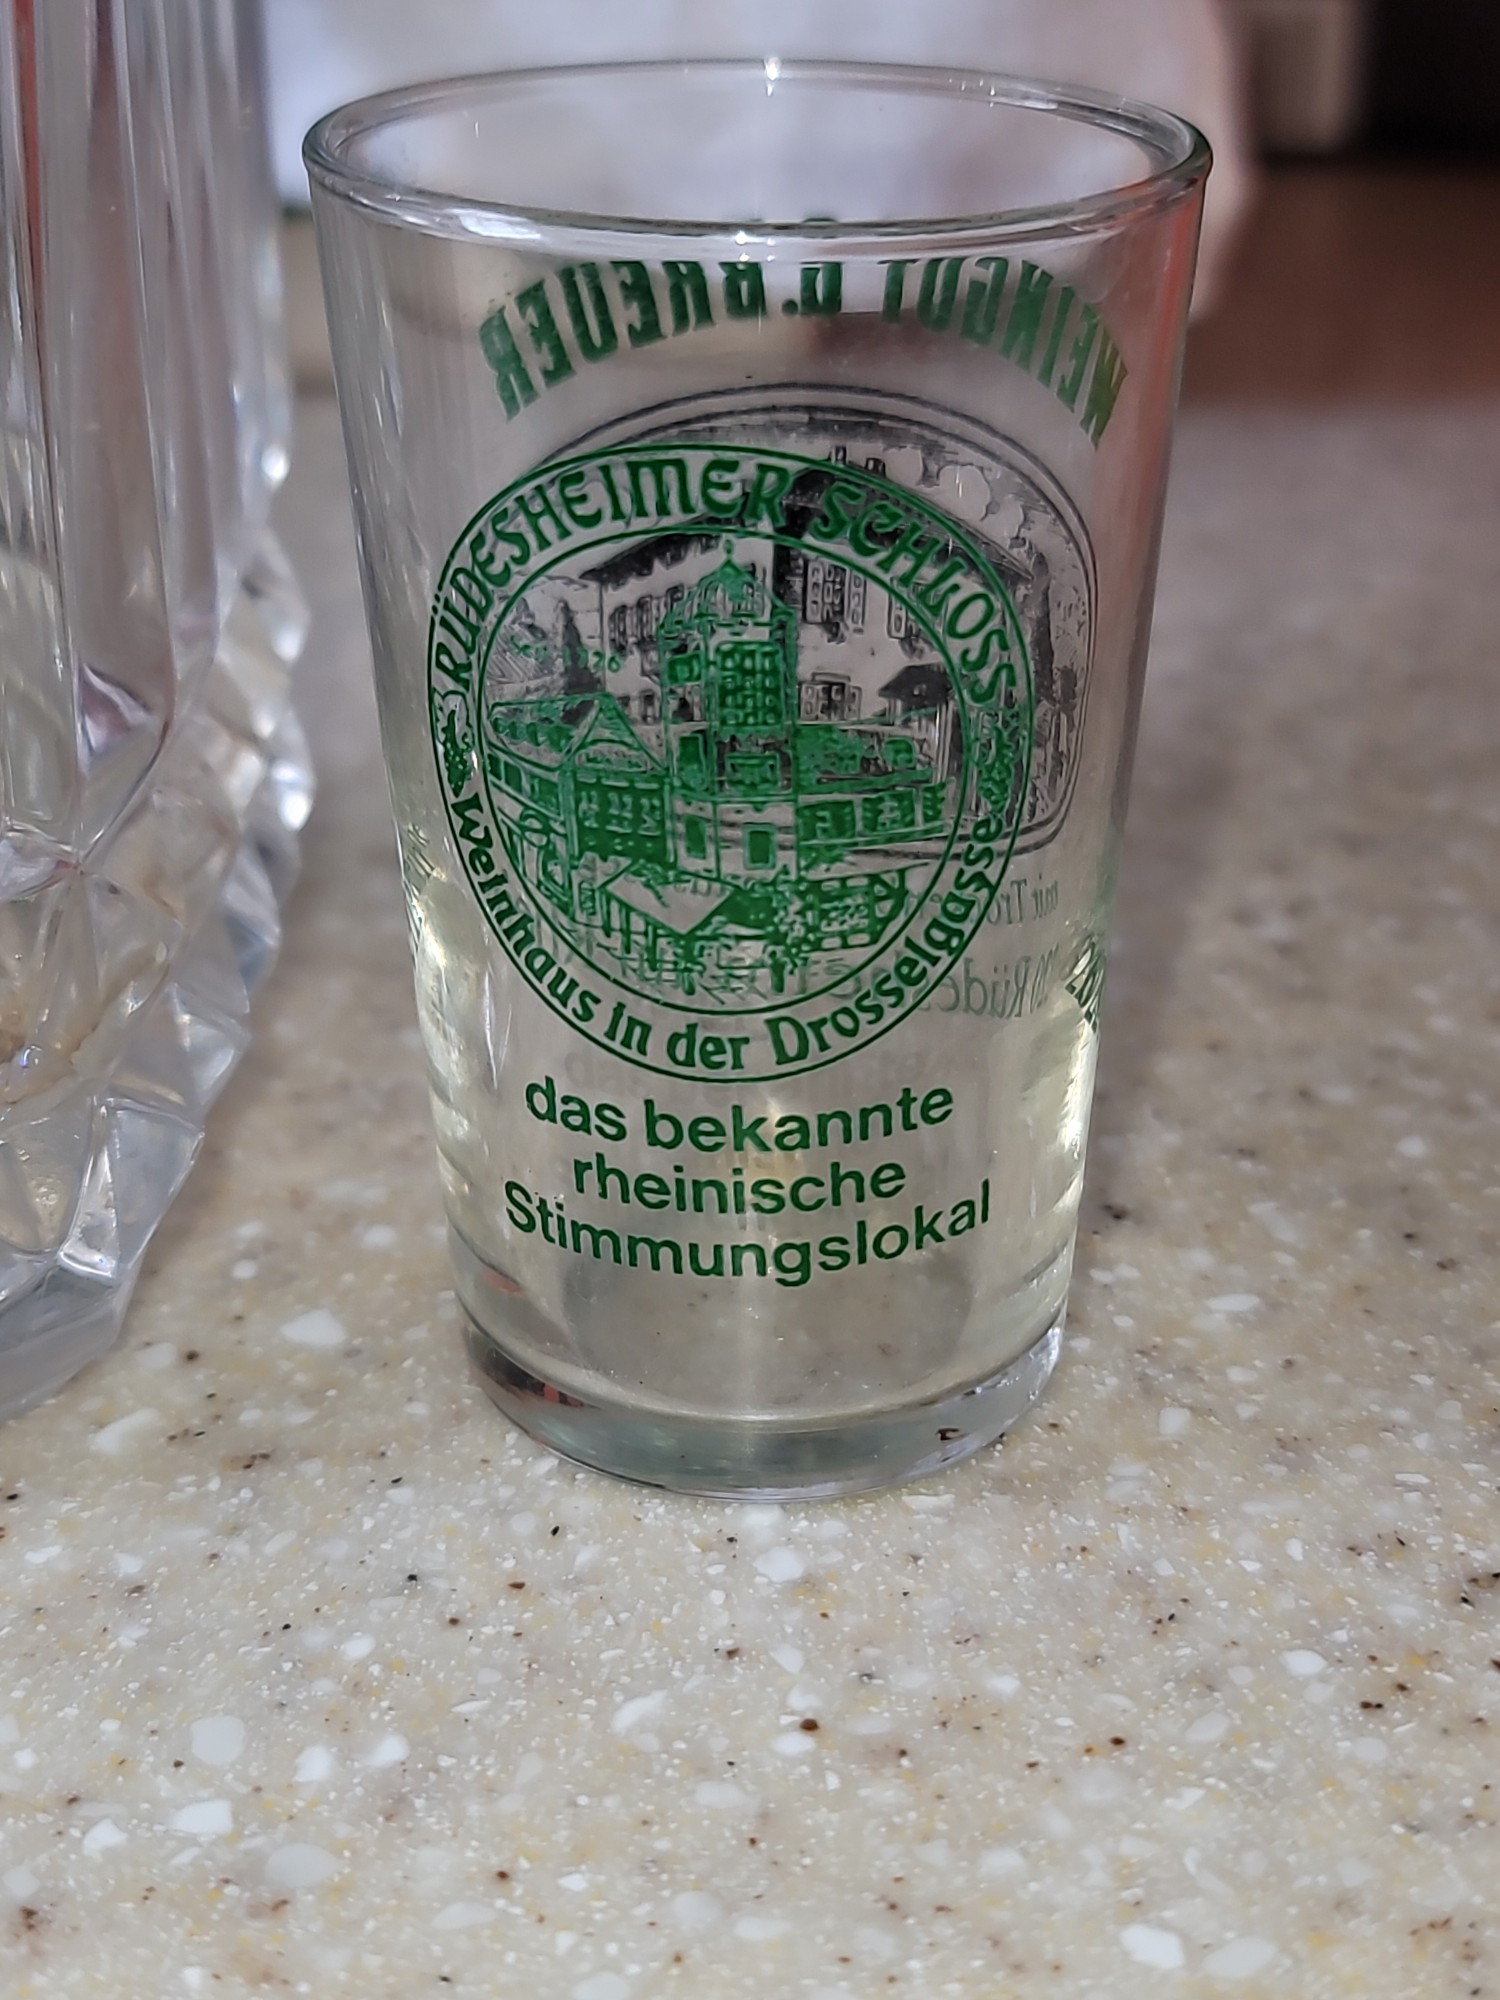 RÜDESHEIMER SCHLOSS
Weinhaus in der Drosselgasse
das bekannte
rheinische
Stimmungslokal
WEINGUT G. BREUER